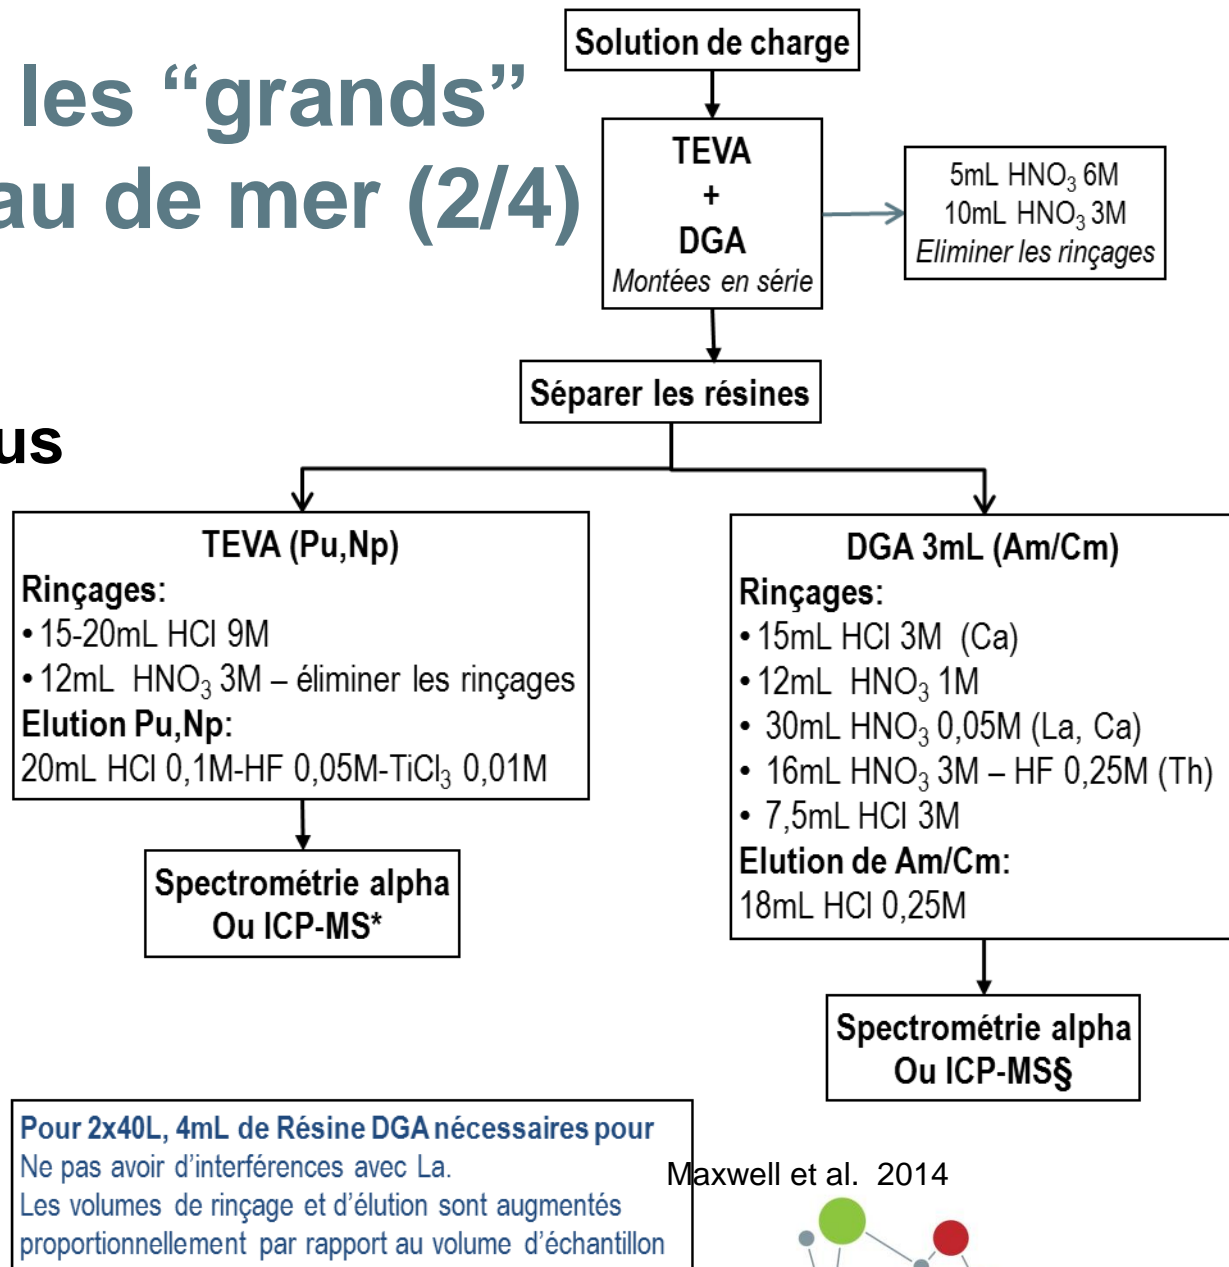 les “grands”
au de mer (2/4)
us
Solution de charge
TEVA
+
DGA
Montées en série
5mL HNO₃ 6M
10mL HNO₃ 3M
Eliminer les rinçages
Séparer les résines
TEVA (Pu,Np)
Rinçages:
• 15-20mL HCl 9M
• 12mL HNO₃ 3M – éliminer les rinçages
Elution Pu,Np:
20mL HCl 0,1M-HF 0,05M-TiCl₃ 0,01M
Spectrométrie alpha
Ou ICP-MS*
DGA 3mL (Am/Cm)
Rinçages:
• 15mL HCl 3M (Ca)
• 12mL HNO₃ 1M
• 30mL HNO₃ 0,05M (La, Ca)
• 16mL HNO₃ 3M – HF 0,25M (Th)
• 7,5mL HCl 3M
Elution de Am/Cm:
18mL HCl 0,25M
Spectrométrie alpha
Ou ICP-MS§
Pour 2x40L, 4mL de Résine DGA nécessaires pour
Ne pas avoir d’interférences avec La.
Les volumes de rinçage et d’élution sont augmentés
proportionnellement par rapport au volume d’échantillon
Maxwell et al. 2014